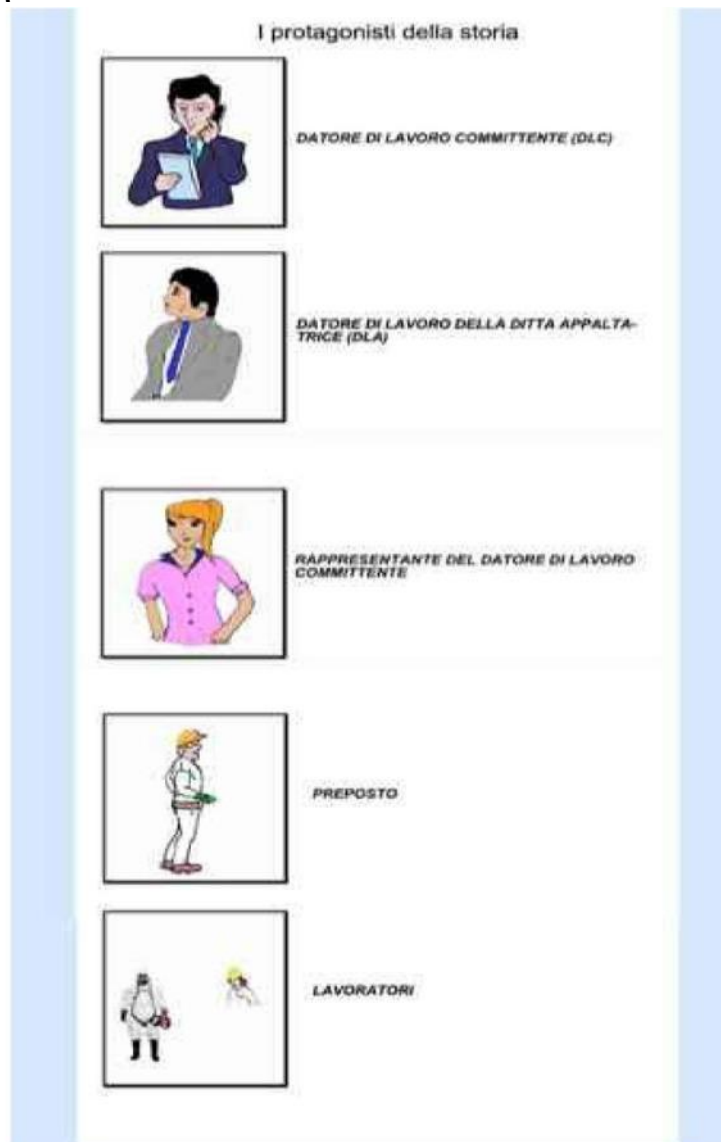 I protagonisti della storia
DATORE DI LAVORO COMMITTENTE (DLC)
DATORE DI LAVORO DELLA DITTA APPALTA-
TRICE (DLA)
RAPPRESENTANTE DEL DATORE DI LAVORO
COMMITTENTE
PREPOSTO
LAVORATORI